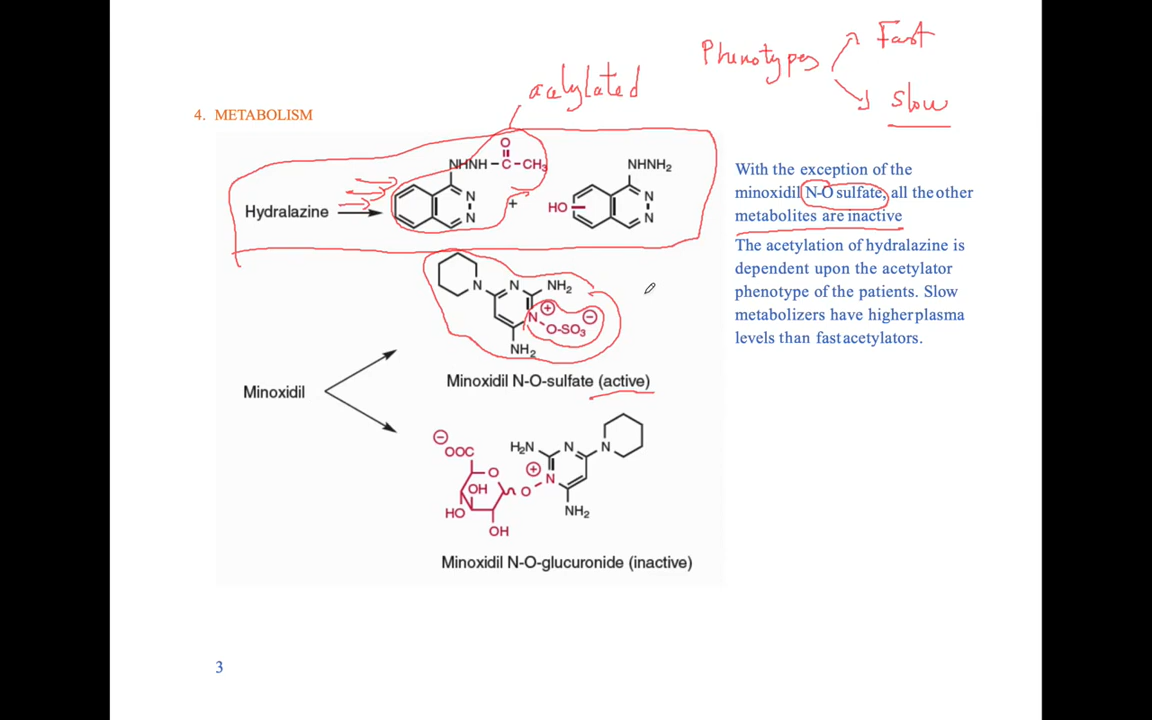 Phenotypes
Fast
Slow
acelylated
4. METABOLISM
O
NHNH-C-CH3
N
N
Hydralazine
+
NHNH2
HO
N
N
With the exception of the
minoxidil N-O sulfate, all the other
metabolites are inactive
The acetylation of hydralazine is
dependent upon the acetylator
phenotype of the patients. Slow
metabolizers have higher plasma
levels than fast acetylators.
N
N
NH2
N
+
-
O-SO3
NH2
Minoxidil N-O-sulfate (active)
Minoxidil
-
OOC
O
OH
HO
OH
O
H2N
N
N
+
N
NH2
Minoxidil N-O-glucuronide (inactive)
3